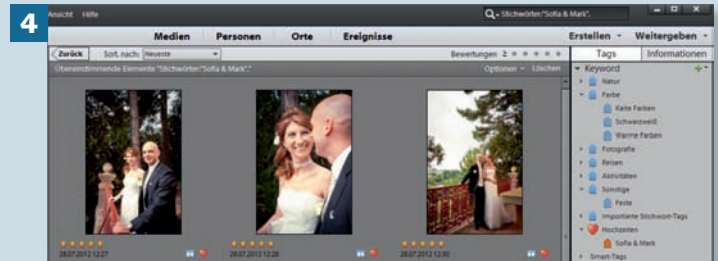 4
Ansicht Hilfe
Stichwörter:"Sofia & Mark",
Medien Personen Orte Ereignisse
Erstellen Weitergeben
Zurück Sort. nach: Neueste
Bewertungen ≥
Tags Informationen
Übereinstimmende Elemente "Stichwörter:"Sofia & Mark","
Optionen Löschen
Keyword
Natur
Farbe
Kalte Farben
Schwarzweiß
Warme Farben
Fotografie
Reisen
Aktivitäten
Sonstige
Feste
Importierte Stichwort-Tags
Hochzeiten
Sofia & Mark
Smart-Tags
28.07.2012 12:27
28.07.2012 12:28
28.07.2012 12:30